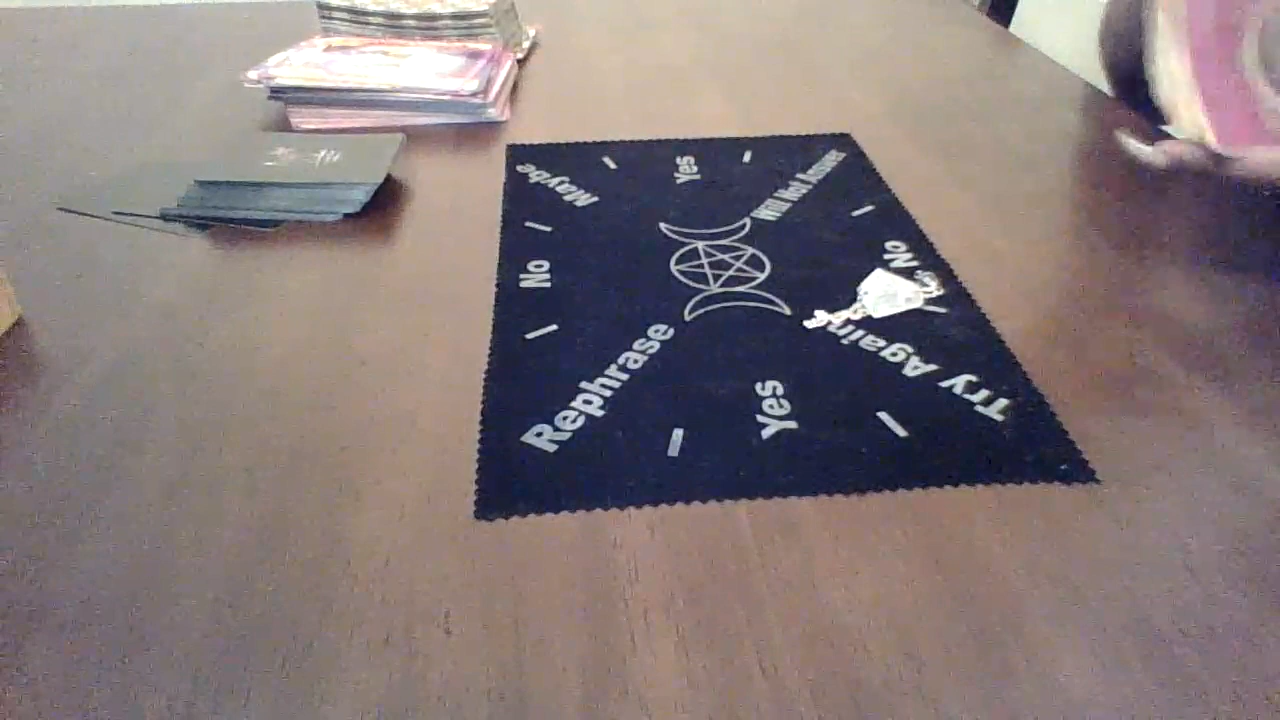 Maybe
Yes
Will Not Answer
No
No
Rephrase
Yes
Try Again